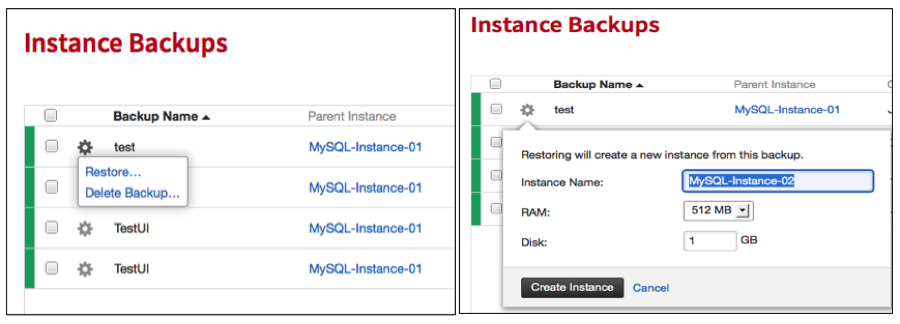 Instance Backups
Backup Name ▲ Parent Instance
test MySQL-Instance-01
Restore...
Delete Backup...
MySQL-Instance-01
TestUI MySQL-Instance-01
TestUI MySQL-Instance-01
Instance Backups
Backup Name ▲ Parent Instance
test MySQL-Instance-01
Restoring will create a new instance from this backup.
Instance Name: MySQL-Instance-02
RAM: 512 MB
Disk: 1 GB
Create Instance Cancel